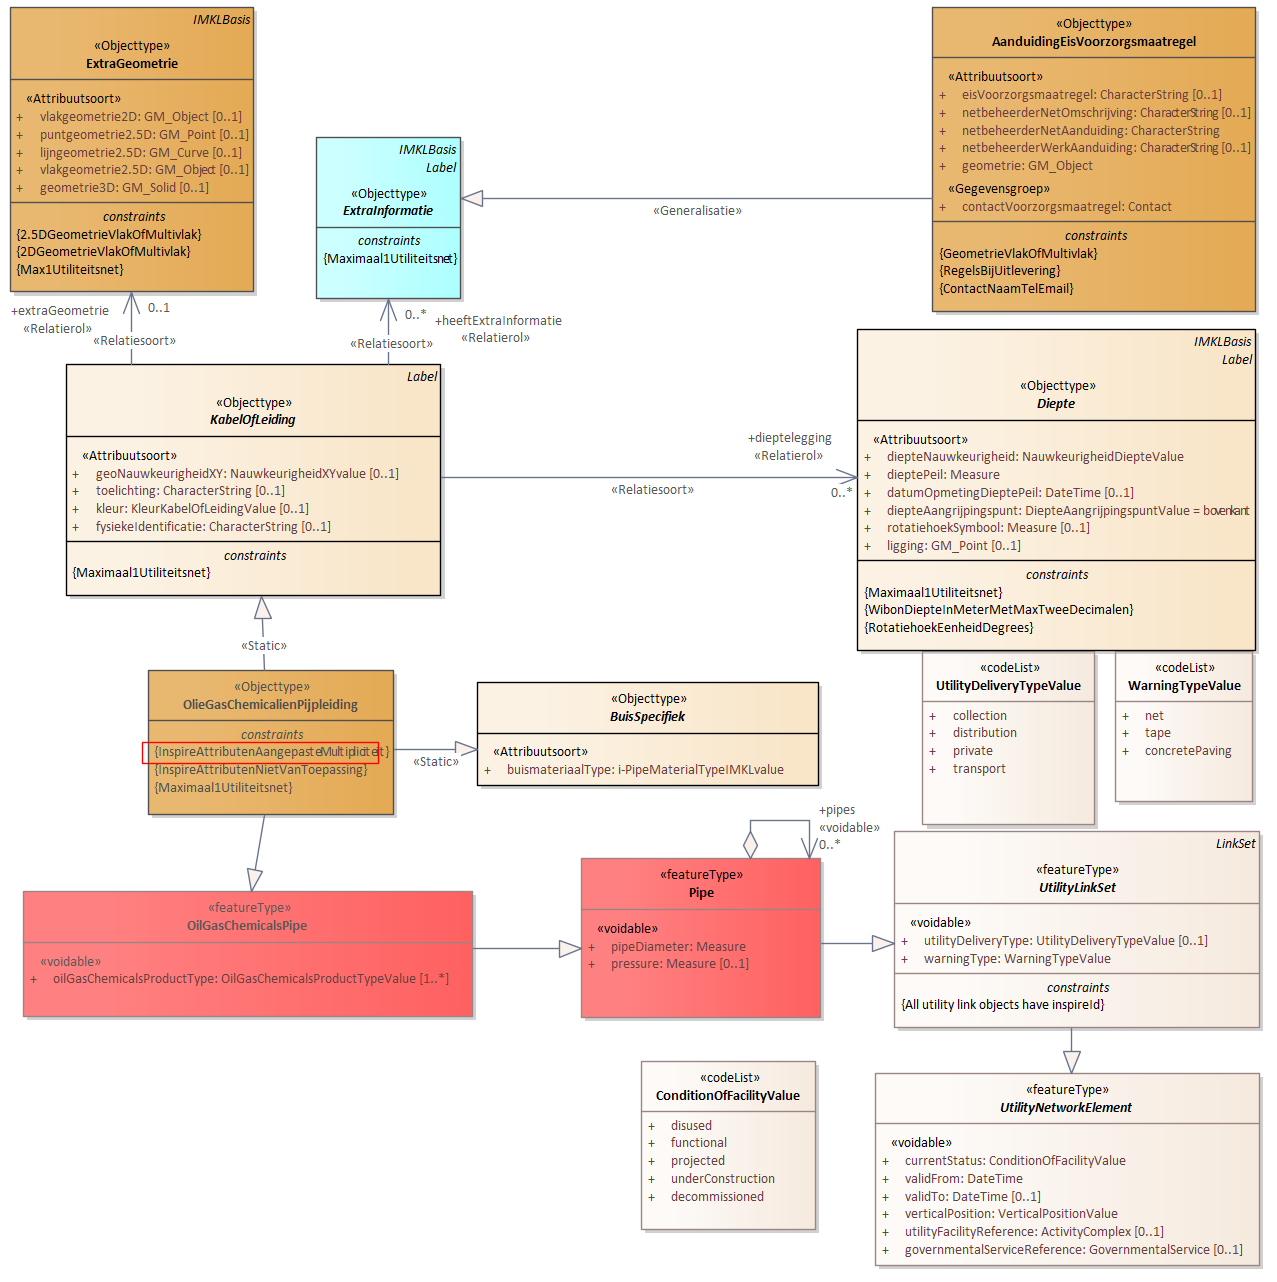 IMKLBasis
«Objecttype»
ExtraGeometrie
«Attribuutsoort»
+ vlakgeometrie2D: GM_Object [0..1]
+ puntgeometrie2.5D: GM_Point [0..1]
+ lijngeometrie2.5D: GM_Curve [0..1]
+ vlakgeometrie2.5D: GM_Object [0..1]
+ geometrie3D: GM_Solid [0..1]
constraints
{2.5DGeometrieVlakOfMultivlak}
{2DGeometrieVlakOfMultivlak}
{Max1Utiliteitsnet}
IMKLBasis
Label
«Objecttype»
ExtraInformatie
constraints
{Maximaal1Utiliteitsnet}
«Generalisatie»
«Objecttype»
AanduidingEisVoorzorgsmaatregel
«Attribuutsoort»
+ eisVoorzorgsmaatregel: CharacterString [0..1]
+ netbeheerderNetOmschrijving: CharacterString [0..1]
+ netbeheerderNetAanduiding: CharacterString
+ netbeheerderWerkAanduiding: CharacterString [0..1]
+ geometrie: GM_Object
«Gegevensgroep»
+ contactVoorzorgsmaatregel: Contact
constraints
{GeometrieVlakOfMultivlak}
{RegelsBijUitlevering}
{ContactNaamTelEmail}
+extraGeometrie
0..1
«Relatierol»
«Relatiesoort»
0..*
+heeftExtraInformatie
«Relatierol»
«Relatiesoort»
Label
«Objecttype»
KabelOfLeiding
«Attribuutsoort»
+ geoNauwkeurigheidXY: NauwkeurigheidXYvalue [0..1]
+ toelichting: CharacterString [0..1]
+ kleur: KleurKabelOfLeidingValue [0..1]
+ fysiekeIdentificatie: CharacterString [0..1]
constraints
{Maximaal1Utiliteitsnet}
+dieptelegging
«Relatierol»
0..*
«Relatiesoort»
IMKLBasis
Label
«Objecttype»
Diepte
«Attribuutsoort»
+ diepteNauwkeurigheid: NauwkeurigheidDiepteValue
+ dieptePeil: Measure
+ datumOpmetingDieptePeil: DateTime [0..1]
+ diepteAangrijpingspunt: DiepteAangrijpingspuntValue = bovenkant
+ rotatiehoekSymbool: Measure [0..1]
+ ligging: GM_Point [0..1]
constraints
{Maximaal1Utiliteitsnet}
{WibonDiepteInMeterMetMaxTweeDecimalen}
{RotatiehoekEenheidDegrees}
«Static»
«Objecttype»
OlieGasChemicalienPijpleiding
constraints
{InspireAttributenAangepasteMultipliciteit}
{InspireAttributenNietVanToepassing}
{Maximaal1Utiliteitsnet}
«Static»
«Objecttype»
BuisSpecifiek
«Attribuutsoort»
+ buismateriaalType: i-PipeMaterialTypeIMKLvalue
«codeList»
UtilityDeliveryTypeValue
+ collection
+ distribution
+ private
+ transport
«codeList»
WarningTypeValue
+ net
+ tape
+ concretePaving
+pipes
«voidable»
0..*
«featureType»
OilGasChemicalsPipe
«voidable»
+ oilGasChemicalsProductType: OilGasChemicalsProductTypeValue [1..*]
«featureType»
Pipe
«voidable»
+ pipeDiameter: Measure
+ pressure: Measure [0..1]
LinkSet
«featureType»
UtilityLinkSet
«voidable»
+ utilityDeliveryType: UtilityDeliveryTypeValue [0..1]
+ warningType: WarningTypeValue
constraints
{All utility link objects have inspireId}
«codeList»
ConditionOfFacilityValue
+ disused
+ functional
+ projected
+ underConstruction
+ decommissioned
«featureType»
UtilityNetworkElement
«voidable»
+ currentStatus: ConditionOfFacilityValue
+ validFrom: DateTime
+ validTo: DateTime [0..1]
+ verticalPosition: VerticalPositionValue
+ utilityFacilityReference: ActivityComplex [0..1]
+ governmentalServiceReference: GovernmentalService [0..1]